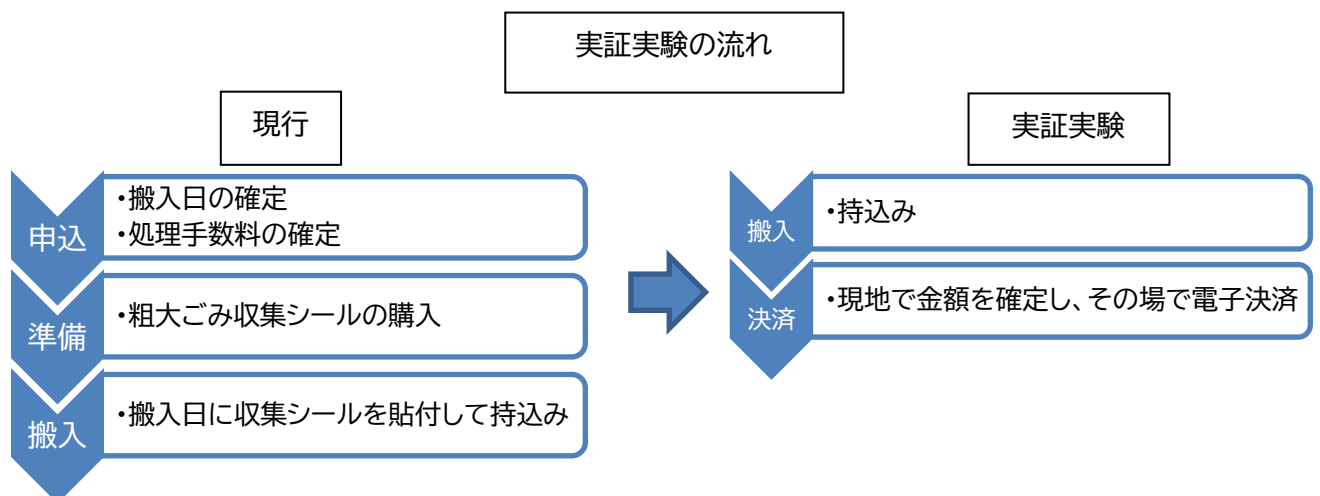 実証実験の流れ
現行
申込
・搬入日の確定
・処理手数料の確定
準備
・粗大ごみ収集シールの購入
搬入
・搬入日に収集シールを貼付して持込み
実証実験
搬入
・持込み
決済
・現地で金額を確定し、その場で電子決済